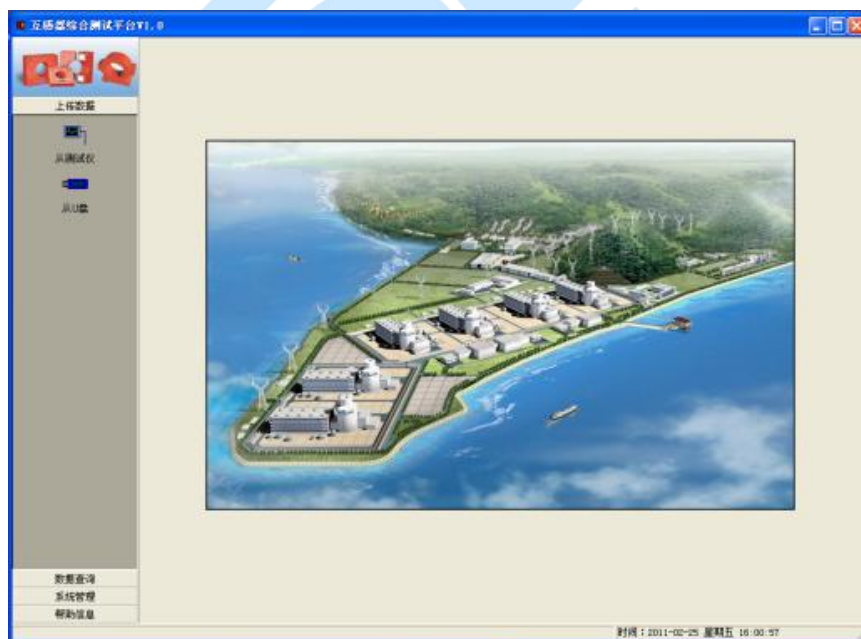 互感器综合测试平台V1.0
上传数据
从测试仪
从U盘
数据查询
系统管理
帮助信息
时间：2011-02-25 星期五 16:00:57